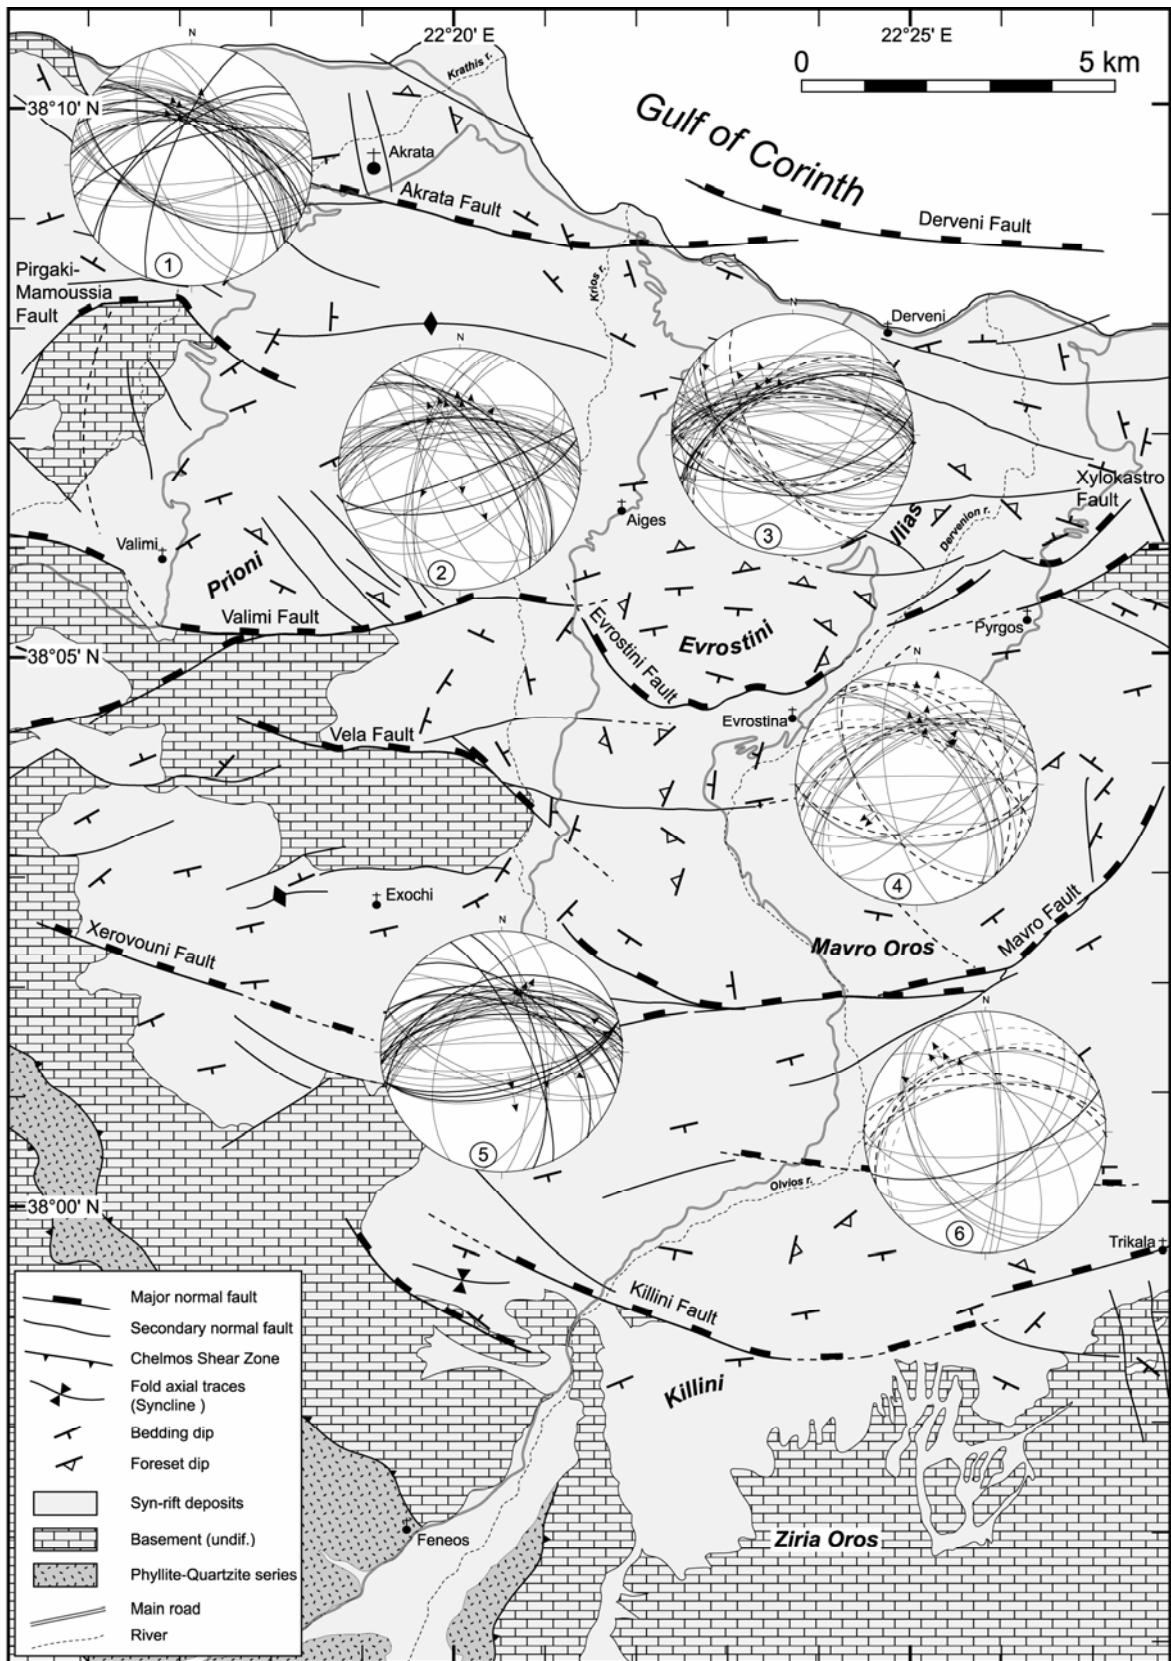 22°20' E
22°25' E
0
5 km
N
Krathis r.
38°10' N
Akrata
Gulf of Corinth
Akrata Fault
Derveni Fault
1
Pirgaki-
Mamoussia
Fault
Krios r.
N
Derveni
N
Xylokastro
Fault
Aiges
Ilias
Dervenion r.
3
Valimi
Prioni
2
Valimi Fault
Evrostini Fault
Evrostini
Pyrgos
38°05' N
N
Evrostina
Vela Fault
4
Exochi
N
Mavro Fault
Xerovouni Fault
Mavro Oros
N
5
Olvios r.
38°00' N
6
Trikala
Killini Fault
Killini
Major normal fault
Secondary normal fault
Chelmos Shear Zone
Fold axial traces
(Syncline )
Bedding dip
Foreset dip
Syn-rift deposits
Basement (undif.)
Phyllite-Quartzite series
Main road
River
Feneos
Ziria Oros